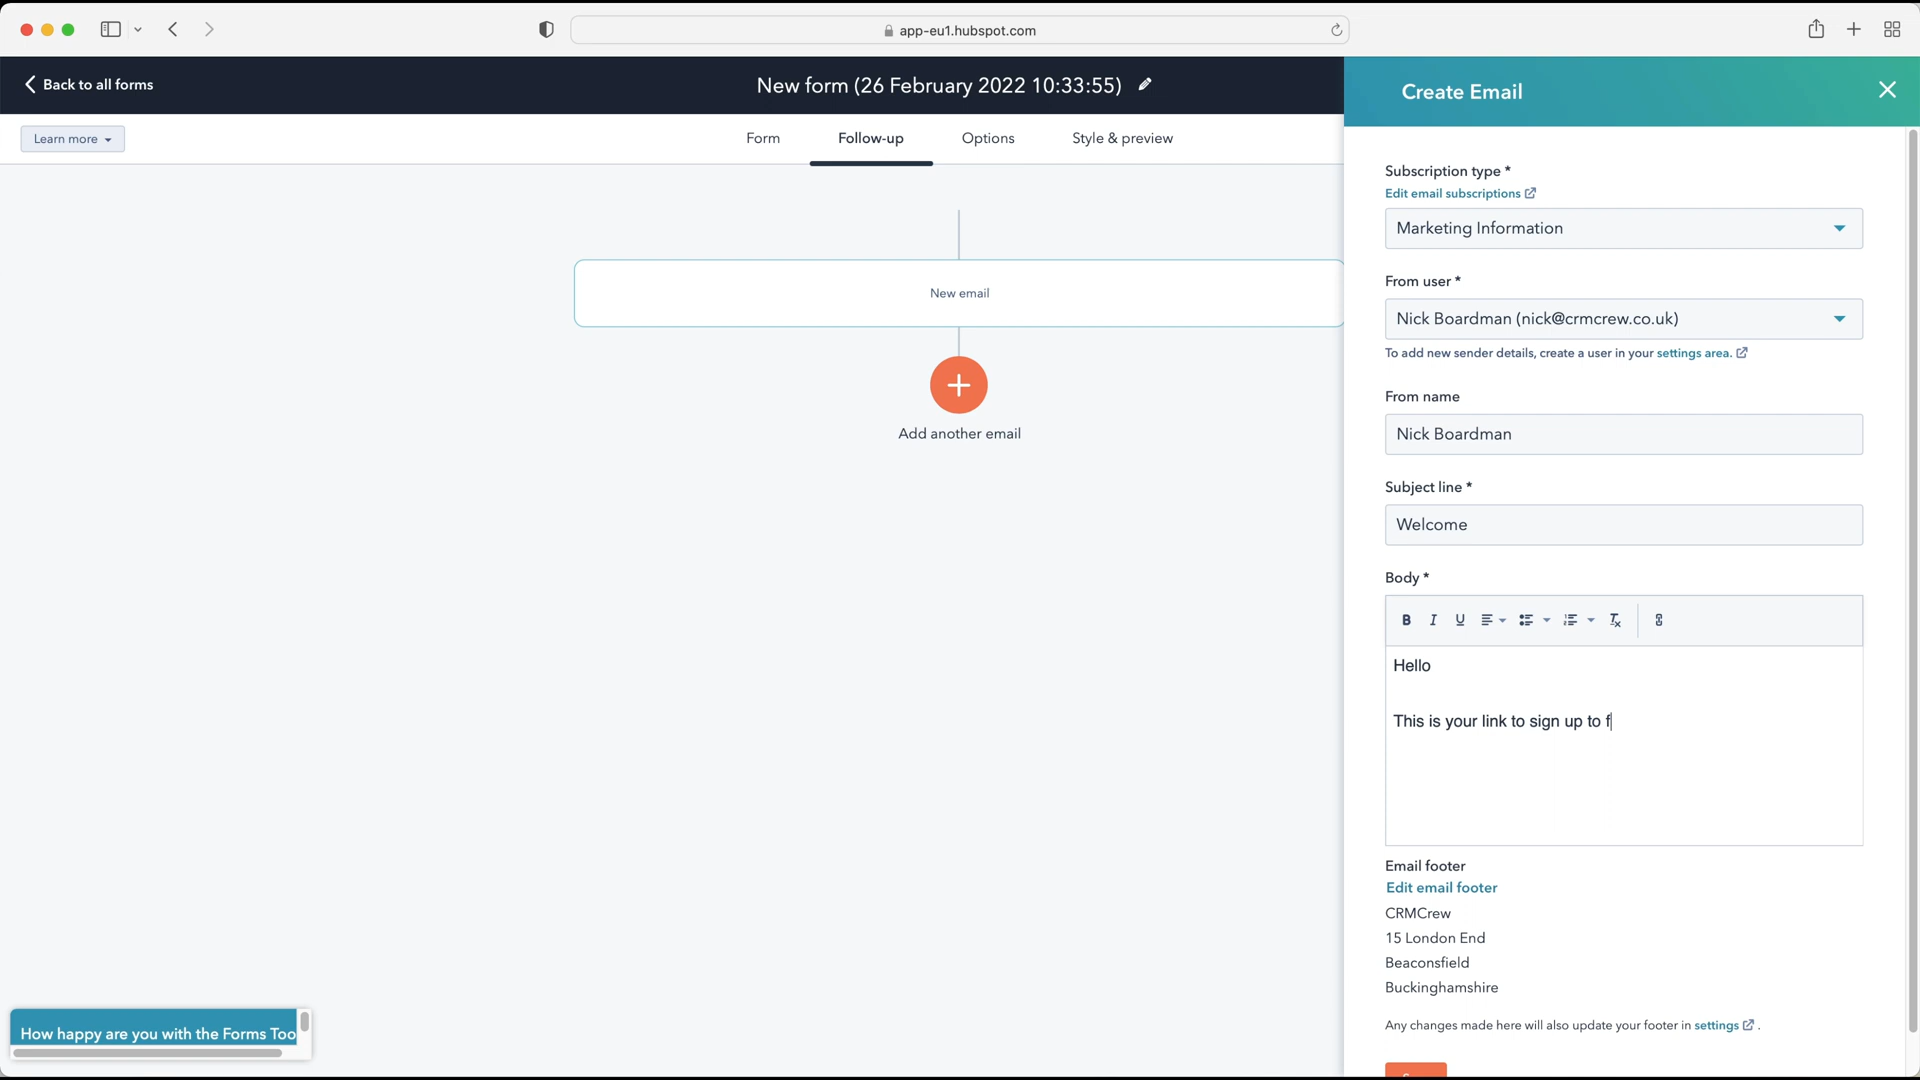 app-eu1.hubspot.com
Back to all forms
New form (26 February 2022 10:33:55)
Create Email
Learn more
Form
Follow-up
Options
Style & preview
Subscription type *
Edit email subscriptions
Marketing Information
New email
From user *
Nick Boardman (nick@crmcrew.co.uk)
To add new sender details, create a user in your settings area.
Add another email
From name
Nick Boardman
Subject line *
Welcome
Body *
B I U
Hello
This is your link to sign up to f
Email footer
Edit email footer
CRMCrew
15 London End
Beaconsfield
Buckinghamshire
Any changes made here will also update your footer in settings .
How happy are you with the Forms Too